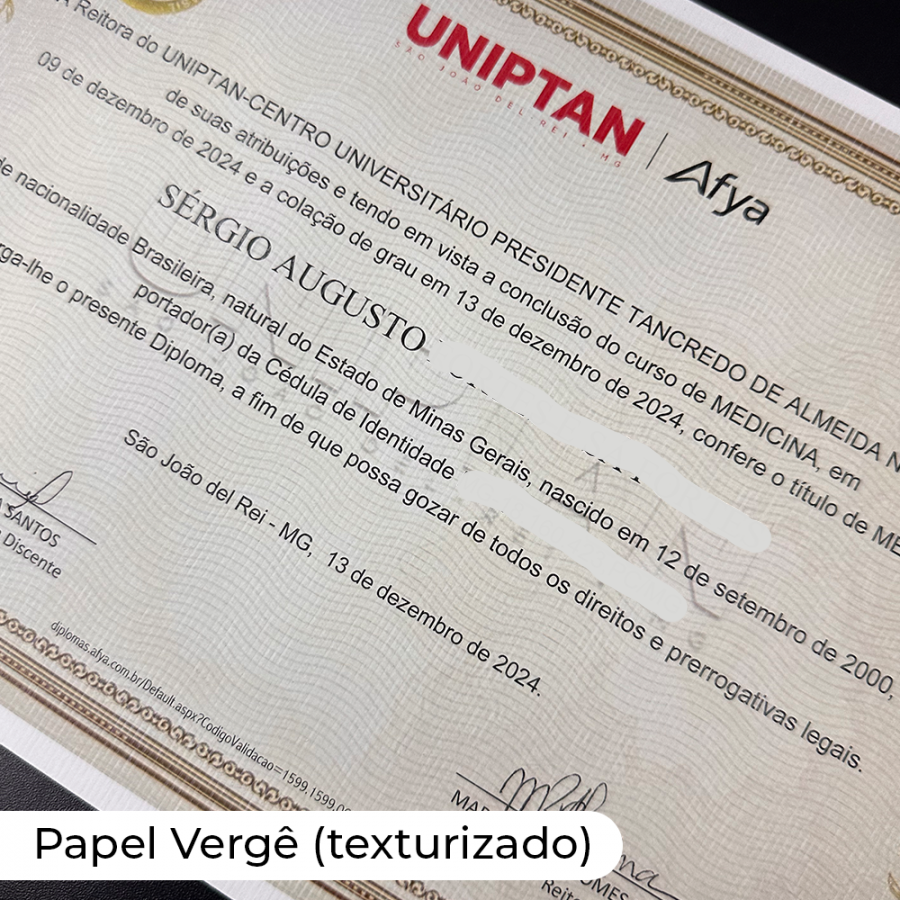 UNIPTAN
SÃO JOÃO DEL REI • MG
Afya
A Reitora do UNIPTAN-CENTRO UNIVERSITÁRIO PRESIDENTE TANCREDO DE ALMEIDA N
de suas atribuições e tendo em vista a conclusão do curso de MEDICINA, em
09 de dezembro de 2024 e a colação de grau em 13 de dezembro de 2024, confere o título de MÉ
SÉRGIO AUGUSTO
de nacionalidade Brasileira, natural do Estado de Minas Gerais, nascido em 12 de setembro de 2000,
portador(a) da Cédula de Identidade
rga-lhe o presente Diploma, a fim de que possa gozar de todos os direitos e prerrogativas legais.
São João del Rei - MG, 13 de dezembro de 2024.
SANTOS
Discente
diplomas.afya.com.br/Default.aspx?CodigoValidacao=1599.1599.
MAR
OMES
Reito
Papel Vergê (texturizado)